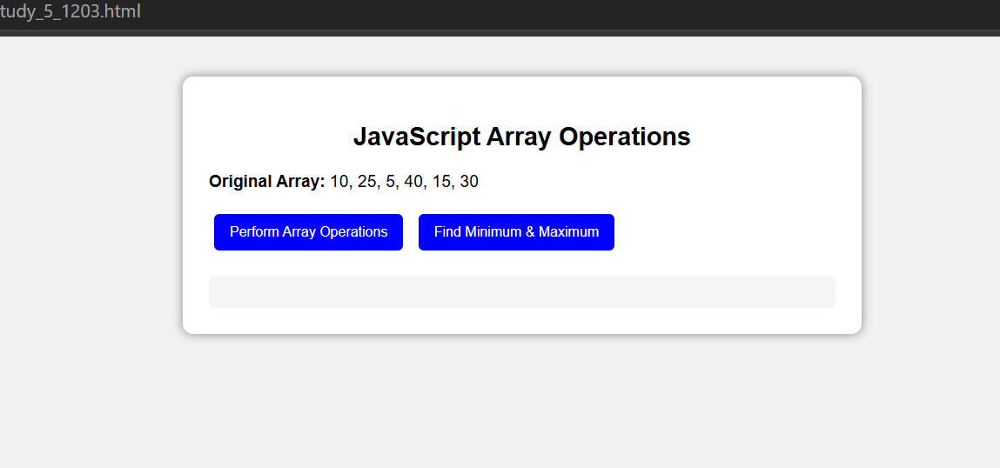 tudy_5_1203.html
JavaScript Array Operations
Original Array: 10, 25, 5, 40, 15, 30
Perform Array Operations
Find Minimum & Maximum